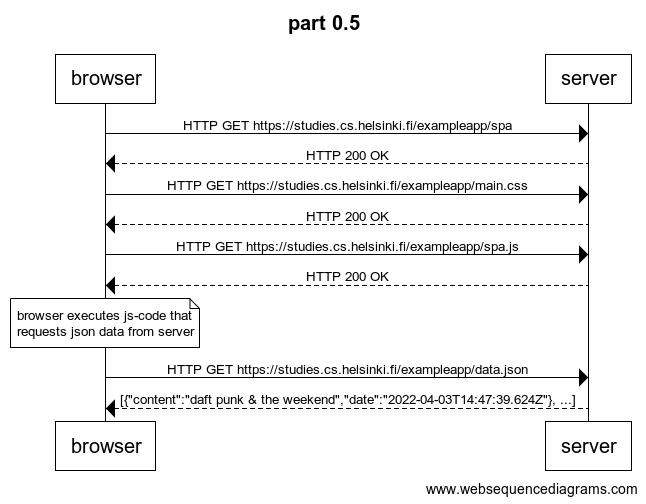 part 0.5
browser
server
HTTP GET https://studies.cs.helsinki.fi/exampleapp/spa
HTTP 200 OK
HTTP GET https://studies.cs.helsinki.fi/exampleapp/main.css
HTTP 200 OK
HTTP GET https://studies.cs.helsinki.fi/exampleapp/spa.js
HTTP 200 OK
browser executes js-code that
requests json data from server
HTTP GET https://studies.cs.helsinki.fi/exampleapp/data.json
[{"content":"daft punk & the weekend","date":"2022-04-03T14:47:39.624Z"}, ...]
browser
server
www.websequencediagrams.com